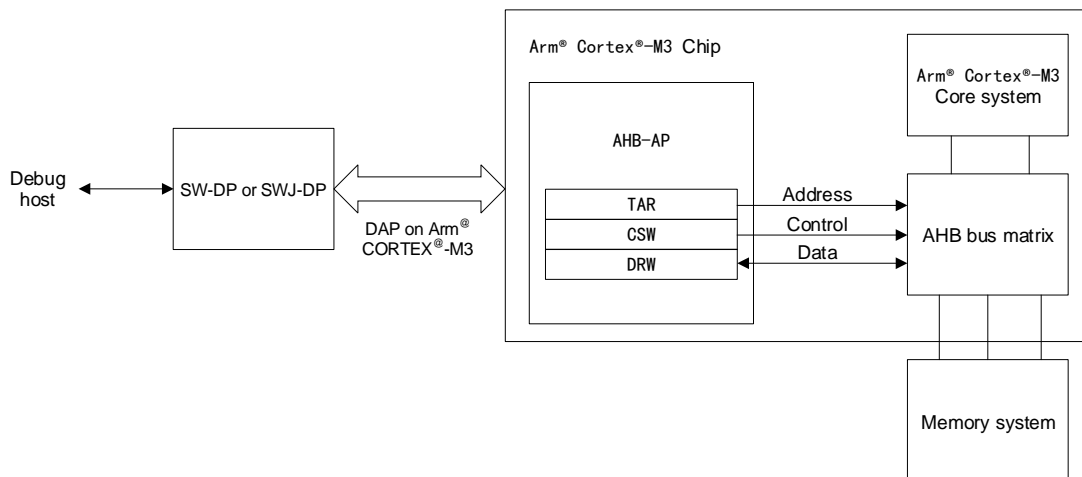 Arm® Cortex®-M3 Chip
Arm® Cortex®-M3
Core system
AHB-AP
Debug
host
SW-DP or SWJ-DP
DAP on Arm@
CORTEX@-M3
TAR
CSW
DRW
Address
Control
Data
AHB bus matrix
Memory system